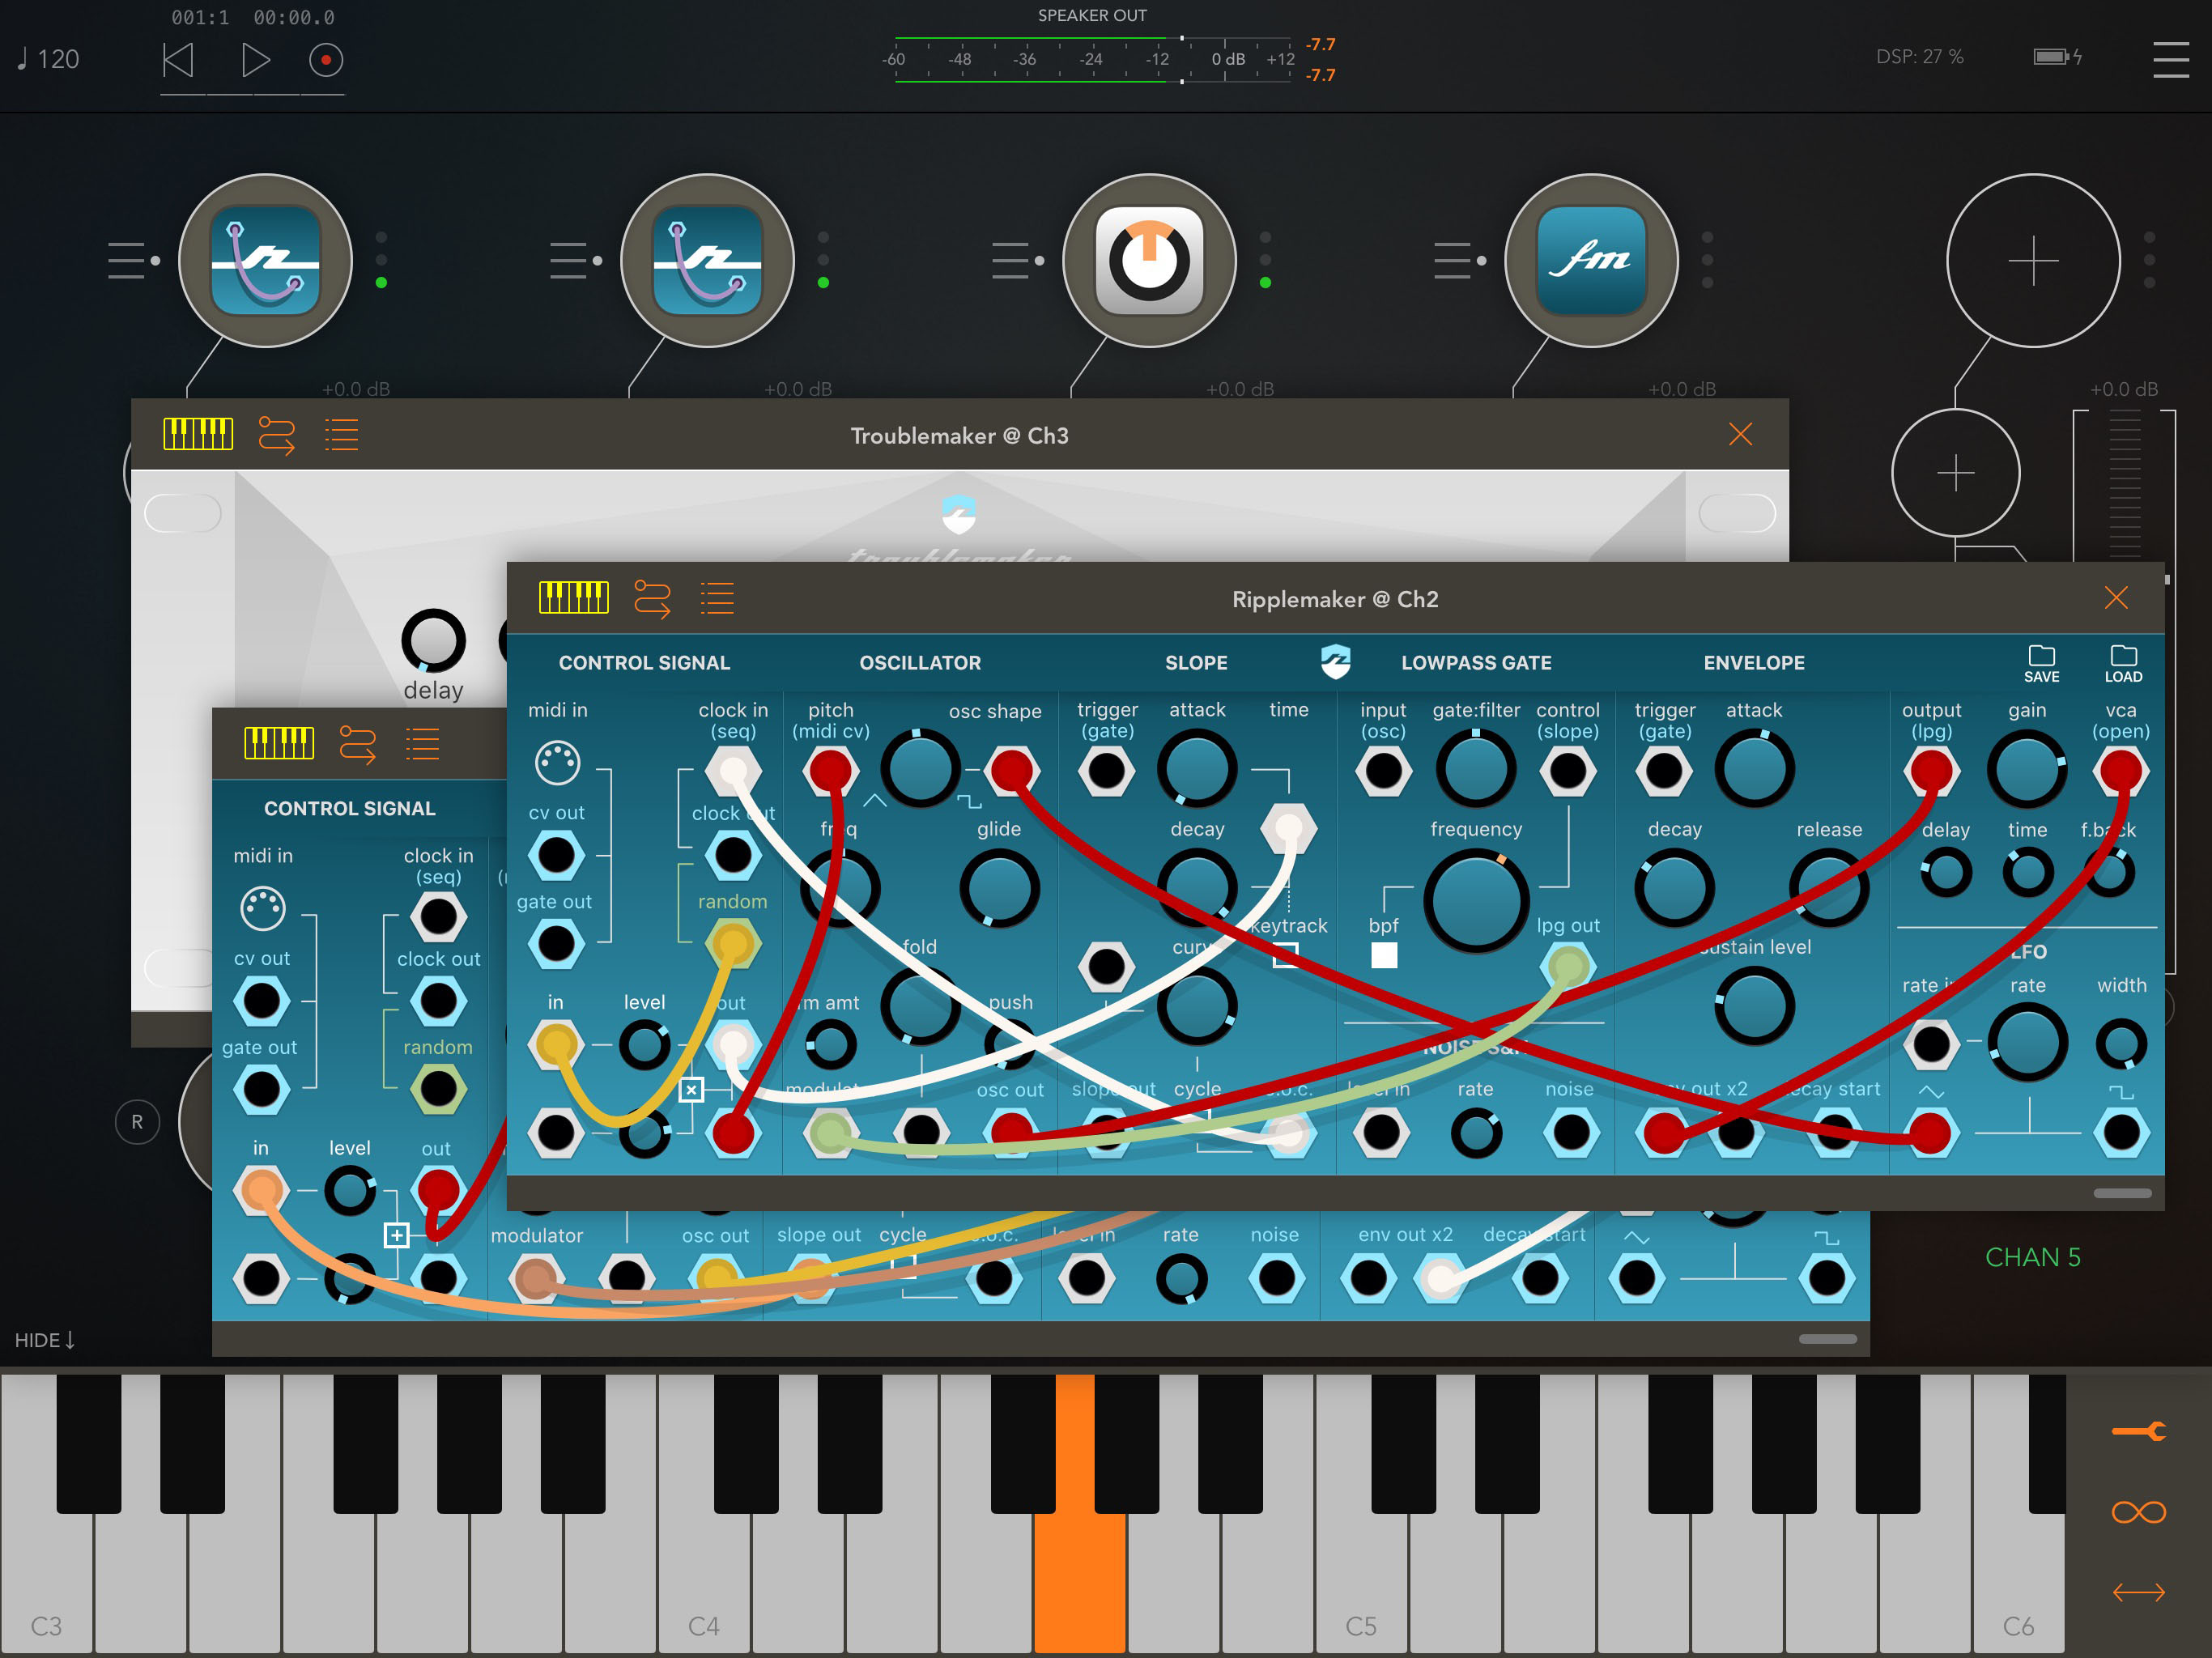 001:1 00:00.0
120
SPEAKER OUT
-60 -48 -36 -24 -12 0 dB +12
-7.7
-7.7
DSP: 27 %
fm
+0.0 dB +0.0 dB +0.0 dB +0.0 dB +0.0 dB
Troublemaker @ Ch3
troublemaker
delay
Ripplemaker @ Ch2
CONTROL SIGNAL OSCILLATOR SLOPE LOWPASS GATE ENVELOPE
SAVE LOAD
midi in clock in pitch osc shape trigger attack time input gate:filter control trigger attack output gain vca
(seq) (midi cv) (gate) (osc) (slope) (gate) (lpg) (open)
cv out clock out freq glide decay frequency decay release delay time f.back
gate out random keytrack bpf lpg out
fold curve sustain level LFO
in level out fm amt push rate in rate width
NOISE S&H
modulator osc out slope out cycle e.o.c. level in rate noise env out x2 decay start
CONTROL SIGNAL
midi in clock in
(seq)
cv out clock out
gate out random
in level out
modulator osc out slope out cycle e.o.c. level in rate noise env out x2 decay start
R
CHAN 5
HIDE
C3 C4 C5 C6